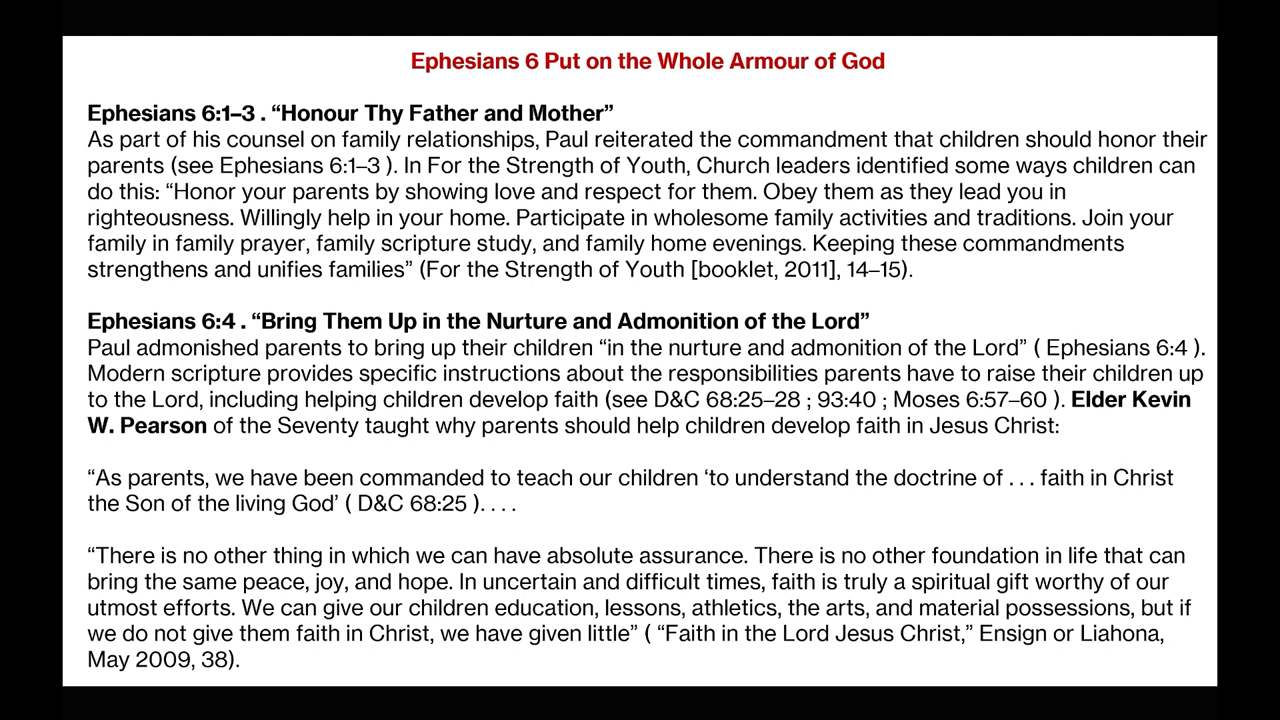 Ephesians 6 Put on the Whole Armour of God
Ephesians 6:1–3 . “Honour Thy Father and Mother”
As part of his counsel on family relationships, Paul reiterated the commandment that children should honor their
parents (see Ephesians 6:1–3 ). In For the Strength of Youth, Church leaders identified some ways children can
do this: “Honor your parents by showing love and respect for them. Obey them as they lead you in
righteousness. Willingly help in your home. Participate in wholesome family activities and traditions. Join your
family in family prayer, family scripture study, and family home evenings. Keeping these commandments
strengthens and unifies families” (For the Strength of Youth [booklet, 2011], 14–15).
Ephesians 6:4 . “Bring Them Up in the Nurture and Admonition of the Lord”
Paul admonished parents to bring up their children “in the nurture and admonition of the Lord” ( Ephesians 6:4 ).
Modern scripture provides specific instructions about the responsibilities parents have to raise their children up
to the Lord, including helping children develop faith (see D&C 68:25–28 ; 93:40 ; Moses 6:57–60 ). Elder Kevin
W. Pearson of the Seventy taught why parents should help children develop faith in Jesus Christ:
“As parents, we have been commanded to teach our children ‘to understand the doctrine of . . . faith in Christ
the Son of the living God’ ( D&C 68:25 ). . . .
“There is no other thing in which we can have absolute assurance. There is no other foundation in life that can
bring the same peace, joy, and hope. In uncertain and difficult times, faith is truly a spiritual gift worthy of our
utmost efforts. We can give our children education, lessons, athletics, the arts, and material possessions, but if
we do not give them faith in Christ, we have given little” ( “Faith in the Lord Jesus Christ,” Ensign or Liahona,
May 2009, 38).